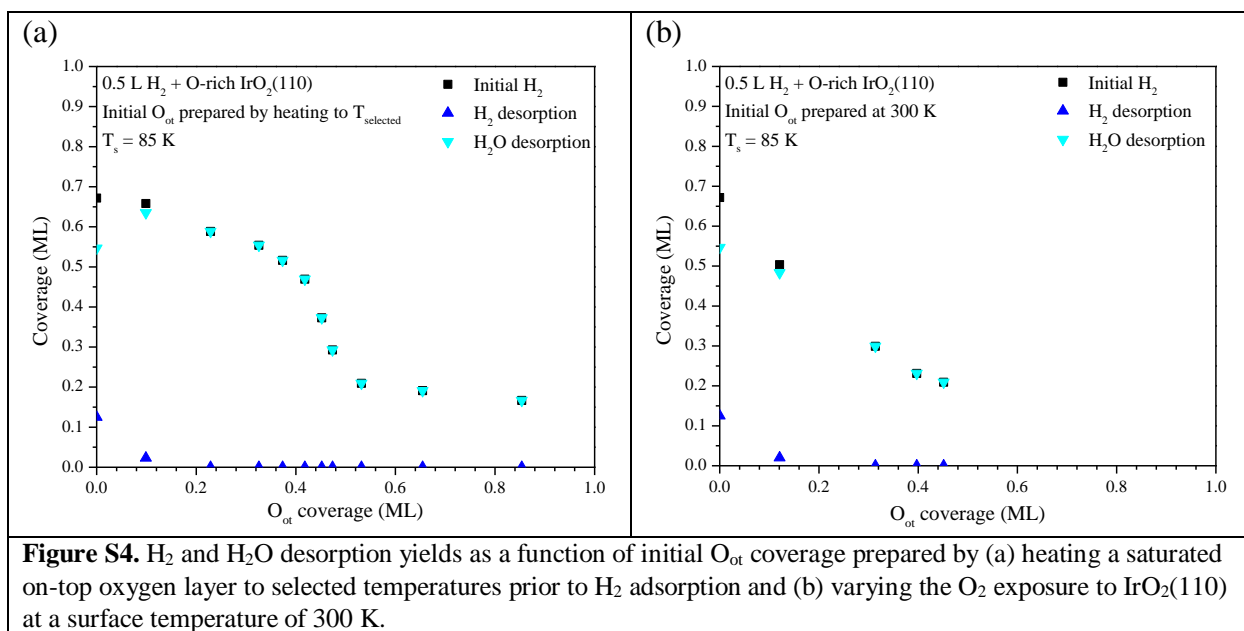 (a)
0.5 L H₂ + O-rich IrO₂(110)
Initial Oₒₜ prepared by heating to Tₛₑₗₑcₜₑd
Tₛ = 85 K
Initial H₂
H₂ desorption
H₂O desorption
1.0
0.9
0.8
0.7
0.6
0.5
0.4
0.3
0.2
0.1
0.0
Coverage (ML)
0.0 0.2 0.4 0.6 0.8 1.0
Oₒₜ coverage (ML)
(b)
0.5 L H₂ + O-rich IrO₂(110)
Initial Oₒₜ prepared at 300 K
Tₛ = 85 K
Initial H₂
H₂ desorption
H₂O desorption
1.0
0.9
0.8
0.7
0.6
0.5
0.4
0.3
0.2
0.1
0.0
Coverage (ML)
0.0 0.2 0.4 0.6 0.8 1.0
Oₒₜ coverage (ML)
Figure S4. H₂ and H₂O desorption yields as a function of initial Oₒₜ coverage prepared by (a) heating a saturated
on-top oxygen layer to selected temperatures prior to H₂ adsorption and (b) varying the O₂ exposure to IrO₂(110)
at a surface temperature of 300 K.